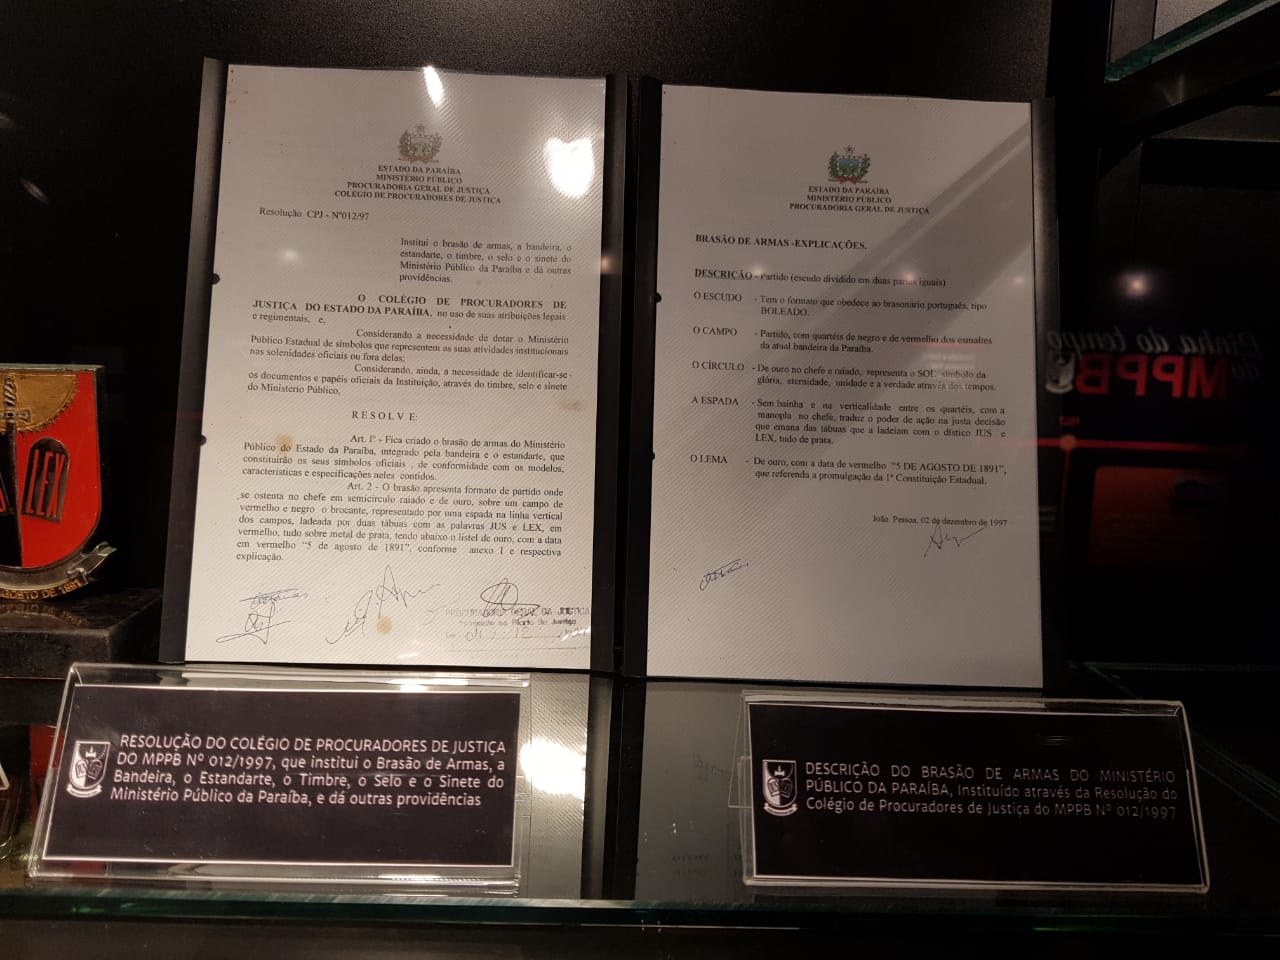 ESTADO DA PARAÍBA
MINISTÉRIO PÚBLICO
PROCURADORIA GERAL DE JUSTIÇA
COLÉGIO DE PROCURADORES DE JUSTIÇA
Resolução CPJ - Nº012/97
Institui o brasão de armas, a bandeira, o
estandarte, o timbre, o selo e o sinete do
Ministério Público da Paraíba e dá outras
providências.
O COLÉGIO DE PROCURADORES DE
JUSTIÇA DO ESTADO DA PARAÍBA, no uso de suas atribuições legais
e regimentais, e,
Considerando a necessidade de dotar o Ministério
Público Estadual de símbolos que representem as suas atividades institucionais
nas solenidades oficiais ou fora delas;
Considerando, ainda, a necessidade de identificar-se
os documentos e papéis oficiais da Instituição, através do timbre, selo e sinete
do Ministério Público,
R E S O L V E:
Art. 1º - Fica criado o brasão de armas do Ministério
Público do Estado da Paraíba, integrado pela bandeira e o estandarte, que
constituirão os seus símbolos oficiais , de conformidade com os modelos,
características e especificações neles contidos.
Art. 2 - O brasão apresenta formato de partido onde
se ostenta no chefe em semicírculo raiado e de ouro, sobre um campo de
vermelho e negro o brocante, representado por uma espada na linha vertical
dos campos, ladeada por duas tábuas com as palavras JUS e LEX, em
vermelho, tudo sobre metal de prata, tendo abaixo o listel de ouro, com a data
em vermelho "5 de agosto de 1891", conforme anexo I e respectiva
explicação.
PROCURADORIA GERAL DA JUSTIÇA
ESTADO DA PARAÍBA
MINISTÉRIO PÚBLICO
PROCURADORIA GERAL DE JUSTIÇA
BRASÃO DE ARMAS -EXPLICAÇÕES.
DESCRIÇÃO - Partido (escudo dividido em duas partes iguais)
O ESCUDO - Tem o formato que obedece ao brasonário português, tipo
BOLEADO.
O CAMPO - Partido, com quartéis de negro e de vermelho dos esmaltes
da atual bandeira da Paraíba.
O CÍRCULO - De ouro no chefe e raiado, representa o SOL símbolo da
glória, eternidade, unidade e a verdade através dos tempos.
A ESPADA - Sem bainha e na verticalidade entre os quartéis, com a
manopla no chefe, traduz o poder de ação na justa decisão
que emana das tábuas que a ladeiam com o dístico JUS e
LEX, tudo de prata.
O LEMA - De ouro, com a data de vermelho "5 DE AGOSTO DE 1891",
que referenda a promulgação da 1ª Constituição Estadual.
João Pessoa, 02 de dezembro de 1997
LEX
AGOSTO DE 1891
Linha do tempo
do MPPB
RESOLUÇÃO DO COLÉGIO DE PROCURADORES DE JUSTIÇA
DO MPPB Nº 012/1997, que institui o Brasão de Armas, a
Bandeira, o Estandarte, o Timbre, o Selo e o Sinete do
Ministério Público da Paraíba, e dá outras providências
DESCRIÇÃO DO BRASÃO DE ARMAS DO MINISTÉRIO
PÚBLICO DA PARAÍBA, Instituído através da Resolução do
Colégio de Procuradores de Justiça do MPPB Nº 012/1997